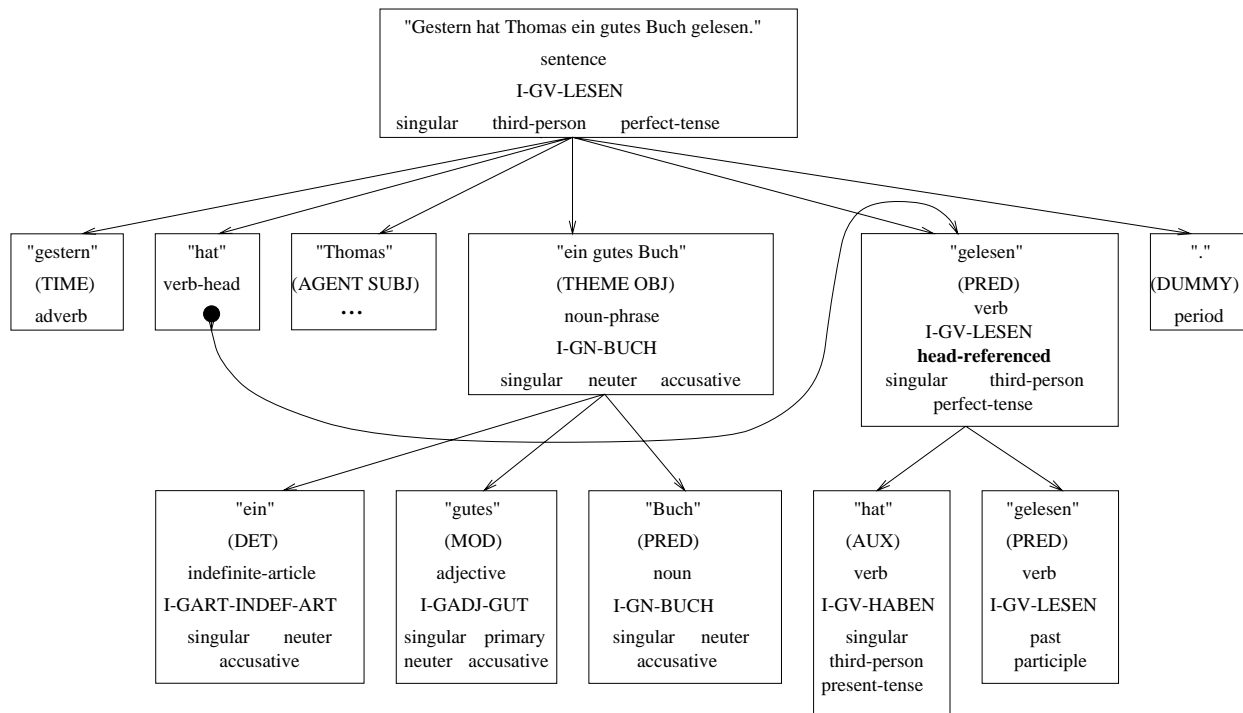 "Gestern hat Thomas ein gutes Buch gelesen."
sentence
I-GV-LESEN
singular third-person perfect-tense
"gestern"
(TIME)
adverb
"hat"
verb-head
"Thomas"
(AGENT SUBJ)
...
"ein gutes Buch"
(THEME OBJ)
noun-phrase
I-GN-BUCH
singular neuter accusative
"gelesen"
(PRED)
verb
I-GV-LESEN
head-referenced
singular third-person
perfect-tense
"."
(DUMMY)
period
"ein"
(DET)
indefinite-article
I-GART-INDEF-ART
singular neuter
accusative
"gutes"
(MOD)
adjective
I-GADJ-GUT
singular primary
neuter accusative
"Buch"
(PRED)
noun
I-GN-BUCH
singular neuter
accusative
"hat"
(AUX)
verb
I-GV-HABEN
singular
third-person
present-tense
"gelesen"
(PRED)
verb
I-GV-LESEN
past
participle